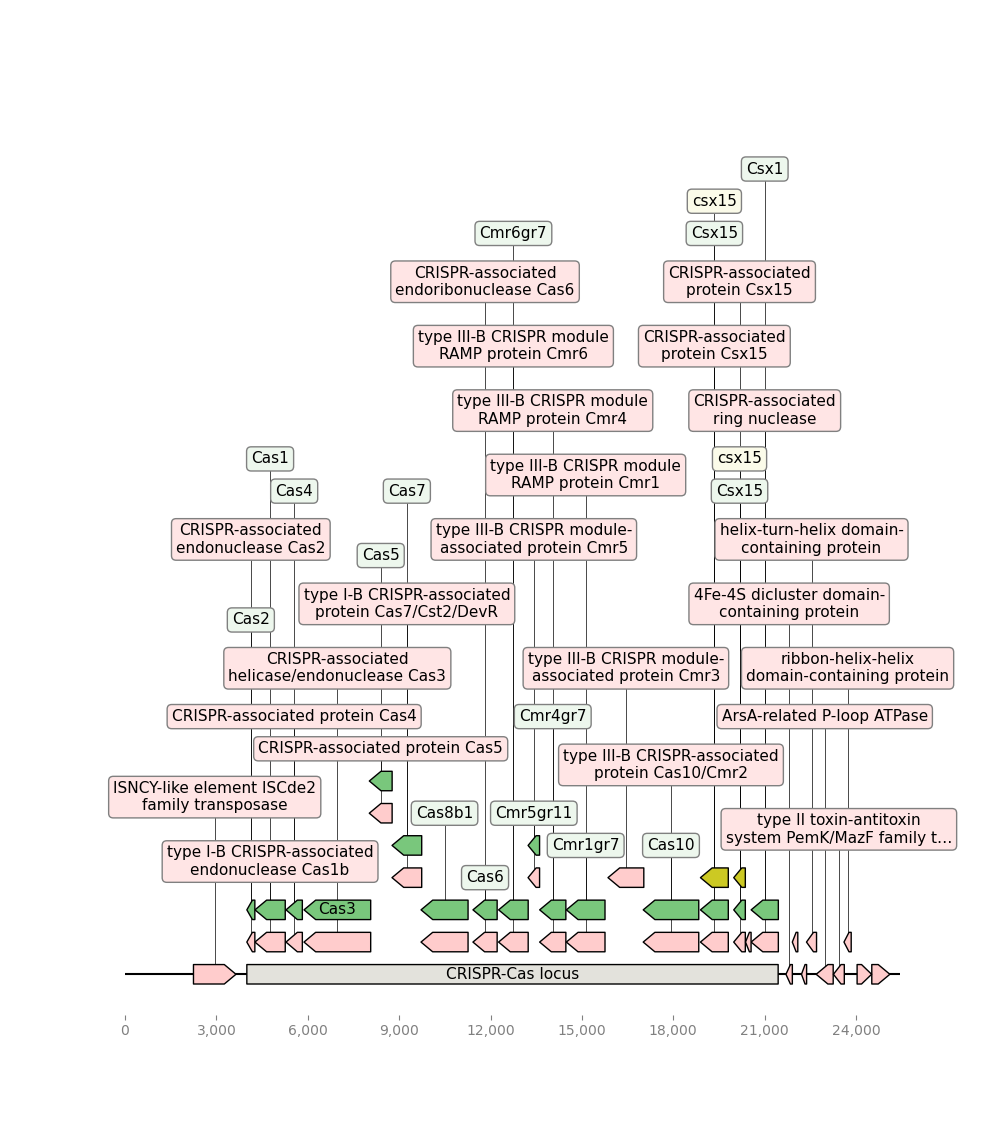 Csx1
csx15
Cmr6gr7
Csx15
CRISPR-associated
endoribonuclease Cas6
CRISPR-associated
protein Csx15
type III-B CRISPR module
RAMP protein Cmr6
CRISPR-associated
protein Csx15
type III-B CRISPR module
RAMP protein Cmr4
CRISPR-associated
ring nuclease
Cas1
type III-B CRISPR module
RAMP protein Cmr1
csx15
Cas4
Cas7
Csx15
CRISPR-associated
endonuclease Cas2
type III-B CRISPR module-
associated protein Cmr5
helix-turn-helix domain-
containing protein
Cas5
type I-B CRISPR-associated
protein Cas7/Cst2/DevR
4Fe-4S dicluster domain-
containing protein
Cas2
CRISPR-associated
helicase/endonuclease Cas3
type III-B CRISPR module-
associated protein Cmr3
ribbon-helix-helix
domain-containing protein
CRISPR-associated protein Cas4
Cmr4gr7
ArsA-related P-loop ATPase
CRISPR-associated protein Cas5
type III-B CRISPR-associated
protein Cas10/Cmr2
ISNCY-like element ISCde2
family transposase
Cas8b1
Cmr5gr11
type II toxin-antitoxin
system PemK/MazF family t...
type I-B CRISPR-associated
endonuclease Cas1b
Cmr1gr7
Cas10
Cas6
Cas3
CRISPR-Cas locus
0
3,000
6,000
9,000
12,000
15,000
18,000
21,000
24,000